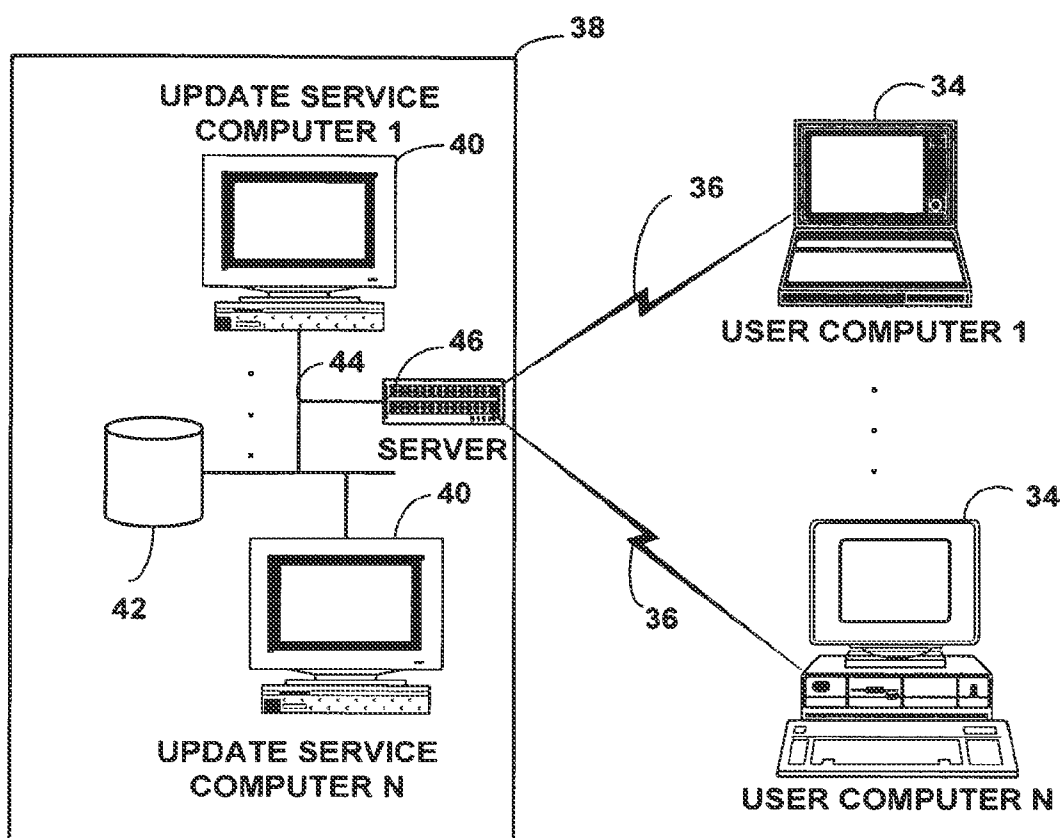 38
UPDATE SERVICE
COMPUTER 1
40
34
36
USER COMPUTER 1
44
46
SERVER
40
42
36
34
UPDATE SERVICE
COMPUTER N
USER COMPUTER N